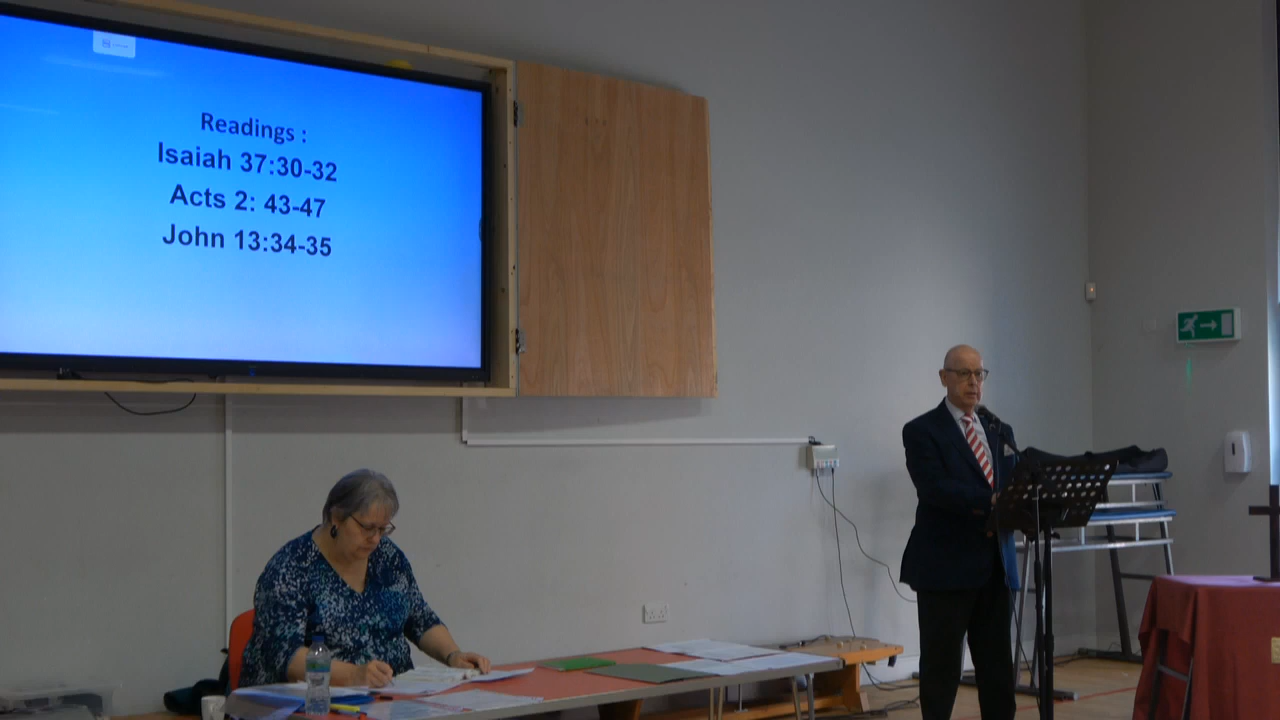 Readings :
Isaiah 37:30-32
Acts 2: 43-47
John 13:34-35